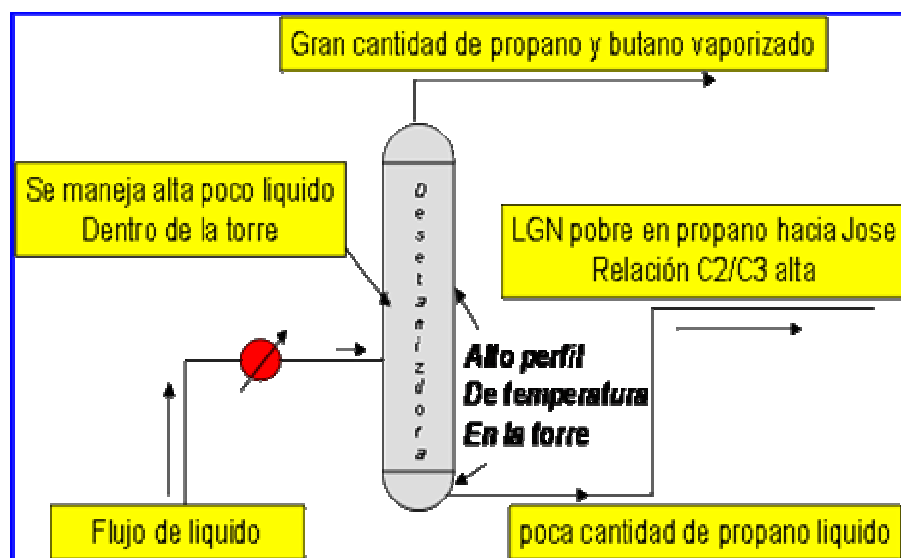 Gran cantidad de propano y butano vaporizado
Se maneja alta poco liquido
Dentro de la torre
Desetanizdora
LGN pobre en propano hacia Jose
Relación C2/C3 alta
Alto perfil
De temperatura
En la torre
Flujo de liquido
poca cantidad de propano liquido